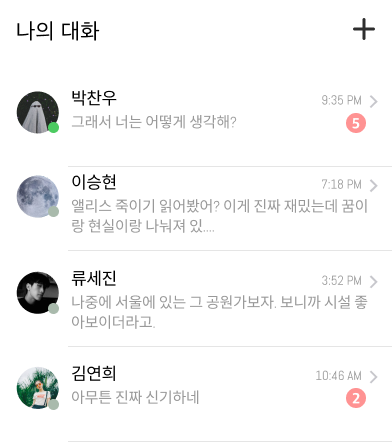 나의 대화
박찬우
9:35 PM
그래서 너는 어떻게 생각해?
5
이승현
7:18 PM
앨리스 죽이기 읽어봤어? 이게 진짜 재밌는데 꿈이
랑 현실이랑 나눠져 있....
류세진
3:52 PM
나중에 서울에 있는 그 공원가보자. 보니까 시설 좋
아보이더라고.
김연희
10:46 AM
아무튼 진짜 신기하네
2